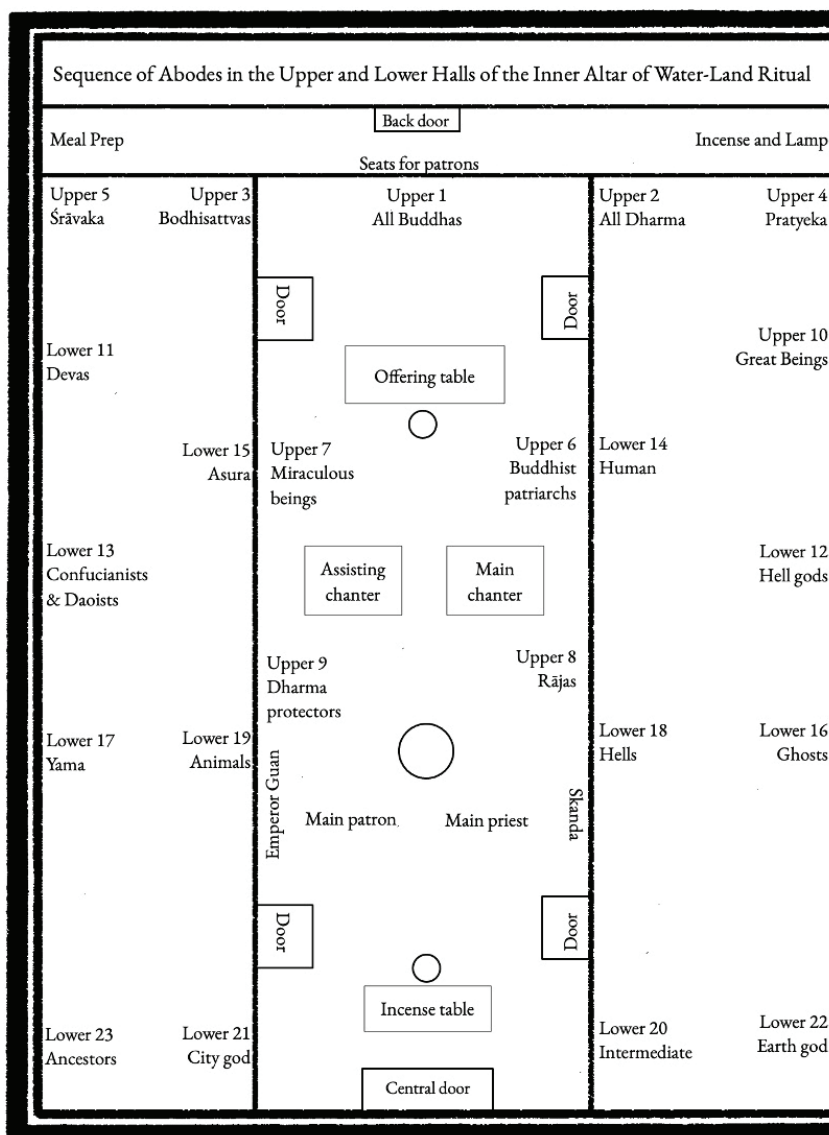 Sequence of Abodes in the Upper and Lower Halls of the Inner Altar of Water-Land Ritual
Back door
Meal Prep
Incense and Lamp
Seats for patrons
Upper 5
Śrāvaka
Upper 3
Bodhisattvas
Upper 1
All Buddhas
Upper 2
All Dharma
Upper 4
Pratyeka
Door
Door
Lower 11
Devas
Offering table
Upper 10
Great Beings
Lower 15
Asura
Upper 7
Miraculous
beings
Upper 6
Buddhist
patriarchs
Lower 14
Human
Lower 13
Confucianists
& Daoists
Assisting
chanter
Main
chanter
Lower 12
Hell gods
Upper 9
Dharma
protectors
Upper 8
Rājas
Lower 17
Yama
Lower 19
Animals
Lower 18
Hells
Lower 16
Ghosts
Emperor Guan
Main patron
Main priest
Skanda
Door
Door
Incense table
Lower 23
Ancestors
Lower 21
City god
Lower 20
Intermediate
Lower 22
Earth god
Central door